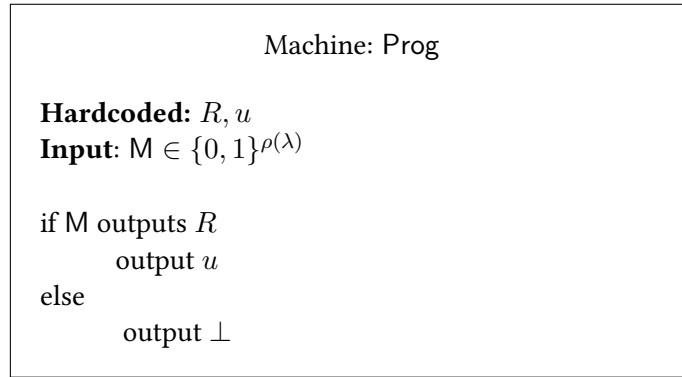 Machine: Prog
Hardcoded: R, u
Input: M ∈ {0, 1}^{ρ(λ)}
if M outputs R
output u
else
output ⊥